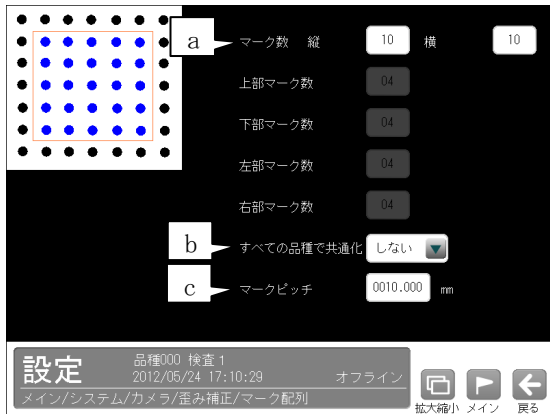 a マーク数 縦 10 横 10
上部マーク数 04
下部マーク数 04
左部マーク数 04
右部マーク数 04
b すべての品種で共通化 しない
c マークピッチ 0010.000 mm
設定
品種000 検査1
2012/05/24 17:10:29 オフライン
メイン/システム/カメラ/歪み補正/マーク配列
拡大縮小 メイン 戻る